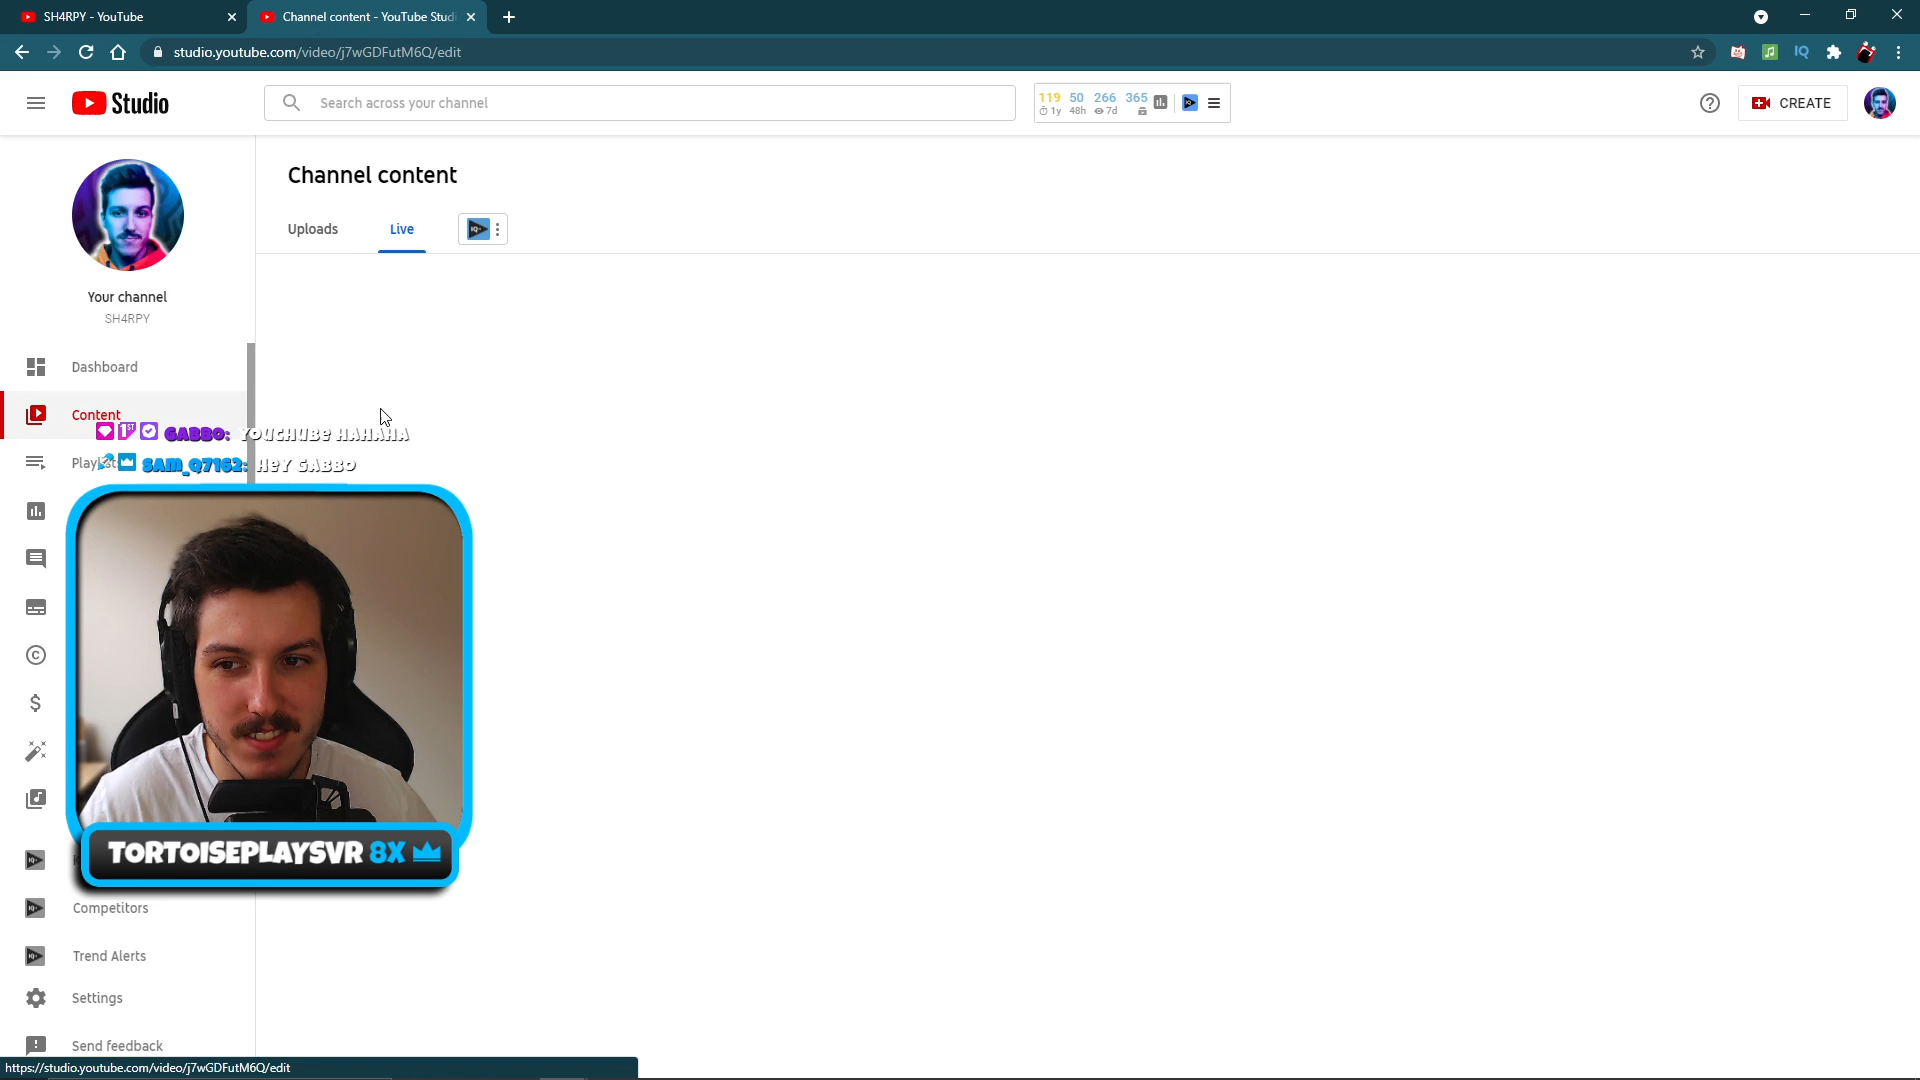 SH4RPY - YouTube
Channel content - YouTube Studi
studio.youtube.com/video/j7wGDFutM6Q/edit
Studio
Search across your channel
119 50 266 365
1y 48h 7d
CREATE
Channel content
Uploads Live
Your channel
SH4RPY
Dashboard
Content
GABBO: YOUCHUBE HAHAHA
Playlist
SAM_Q7162: HEY GABBO
TORTOISEPLAYSVR 8X
Competitors
Trend Alerts
Settings
Send feedback
https://studio.youtube.com/video/j7wGDFutM6Q/edit